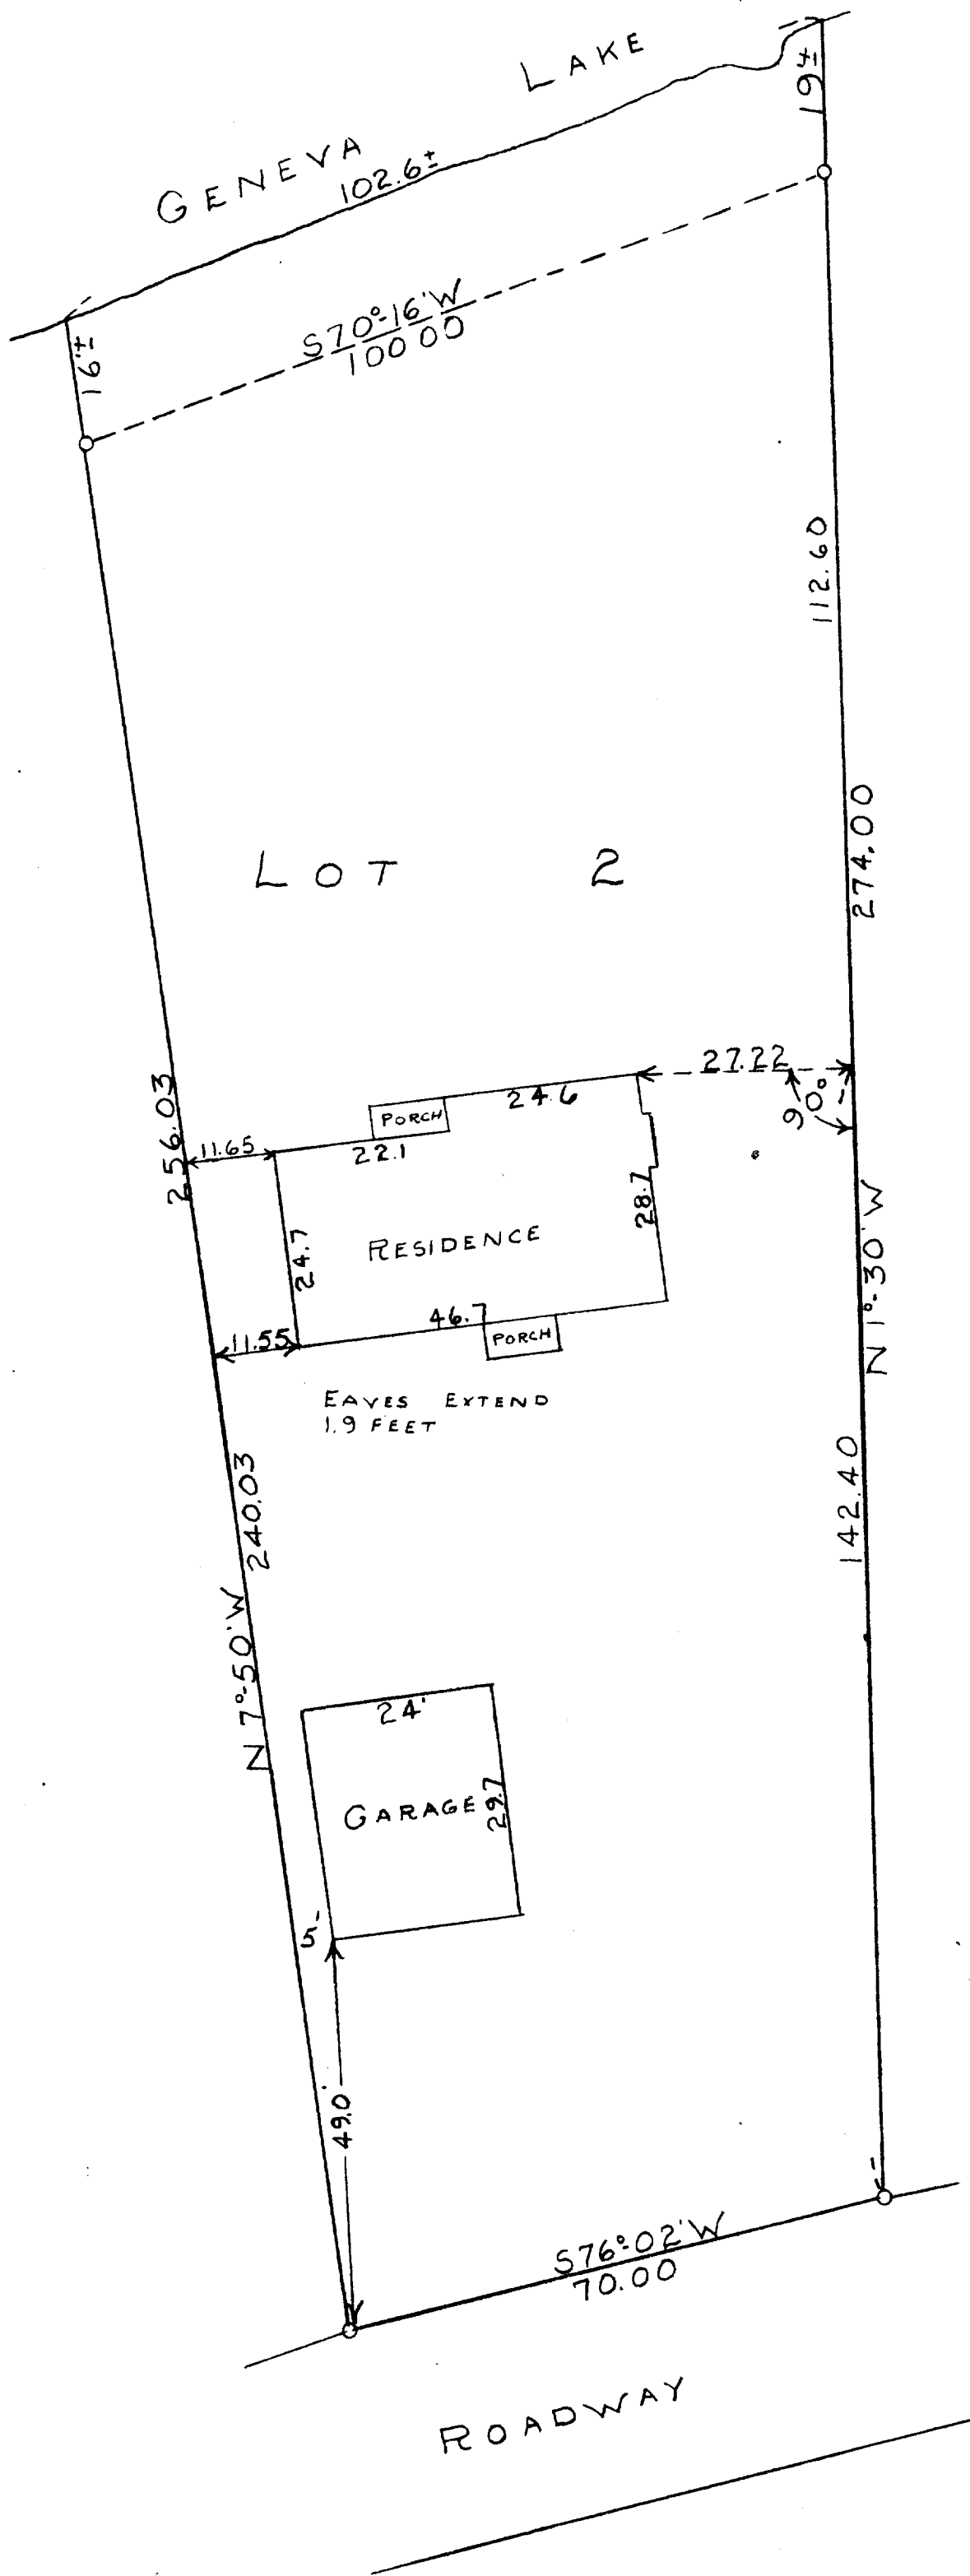 GENEVA LAKE
102.6±
19±
16±
S70°-16'W
100 00
112.60
LOT 2
274.00
256.03
27.22
90°
24.6
PORCH
11.65
22.1
28.7
24.7
RESIDENCE
N1°-30'W
46.7
PORCH
11.55
EAVES EXTEND
1.9 FEET
240.03
142.40
N7°-50'W
24'
GARAGE
29.7
5'
49.0'
S76°-02'W
70.00
ROADWAY